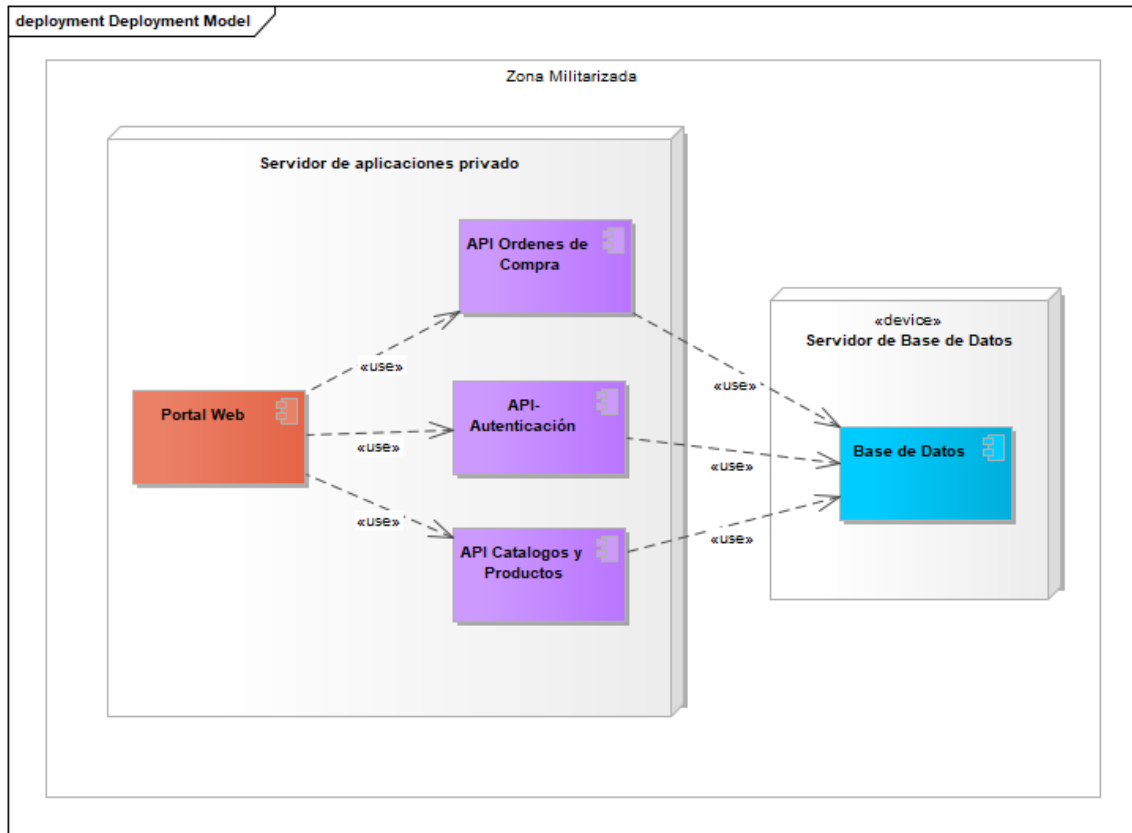 deployment Deployment Model
Zona Militarizada
Servidor de aplicaciones privado
API Ordenes de
Compra
«device»
Servidor de Base de Datos
«use»
«use»
Portal Web
API-
Autenticación
«use»
Base de Datos
«use»
«use»
API Catalogos y
Productos
«use»